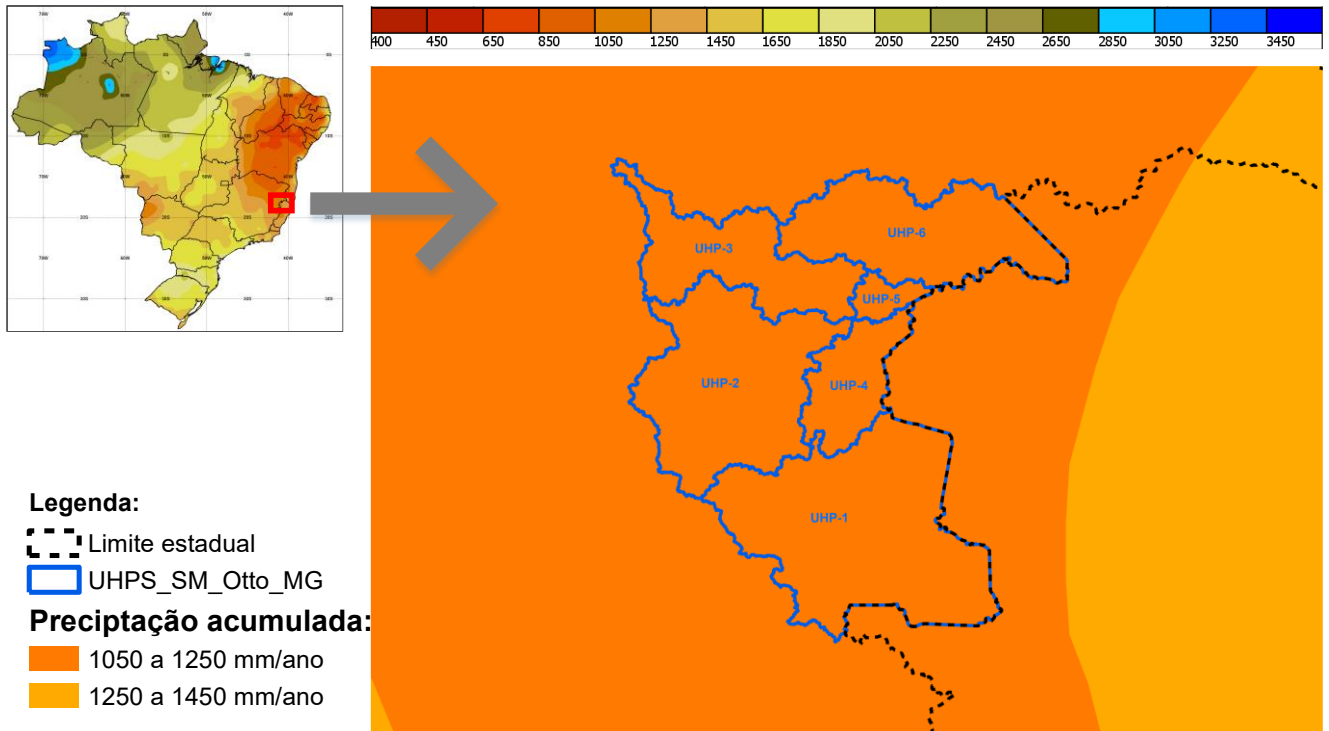 400 450 650 850 1050 1250 1450 1650 1850 2050 2250 2450 2650 2850 3050 3250 3450
UHP-6
UHP-3
UHP-5
UHP-2
UHP-4
UHP-1
Legenda:
Limite estadual
UHPS_SM_Otto_MG
Preciptação acumulada:
1050 a 1250 mm/ano
1250 a 1450 mm/ano